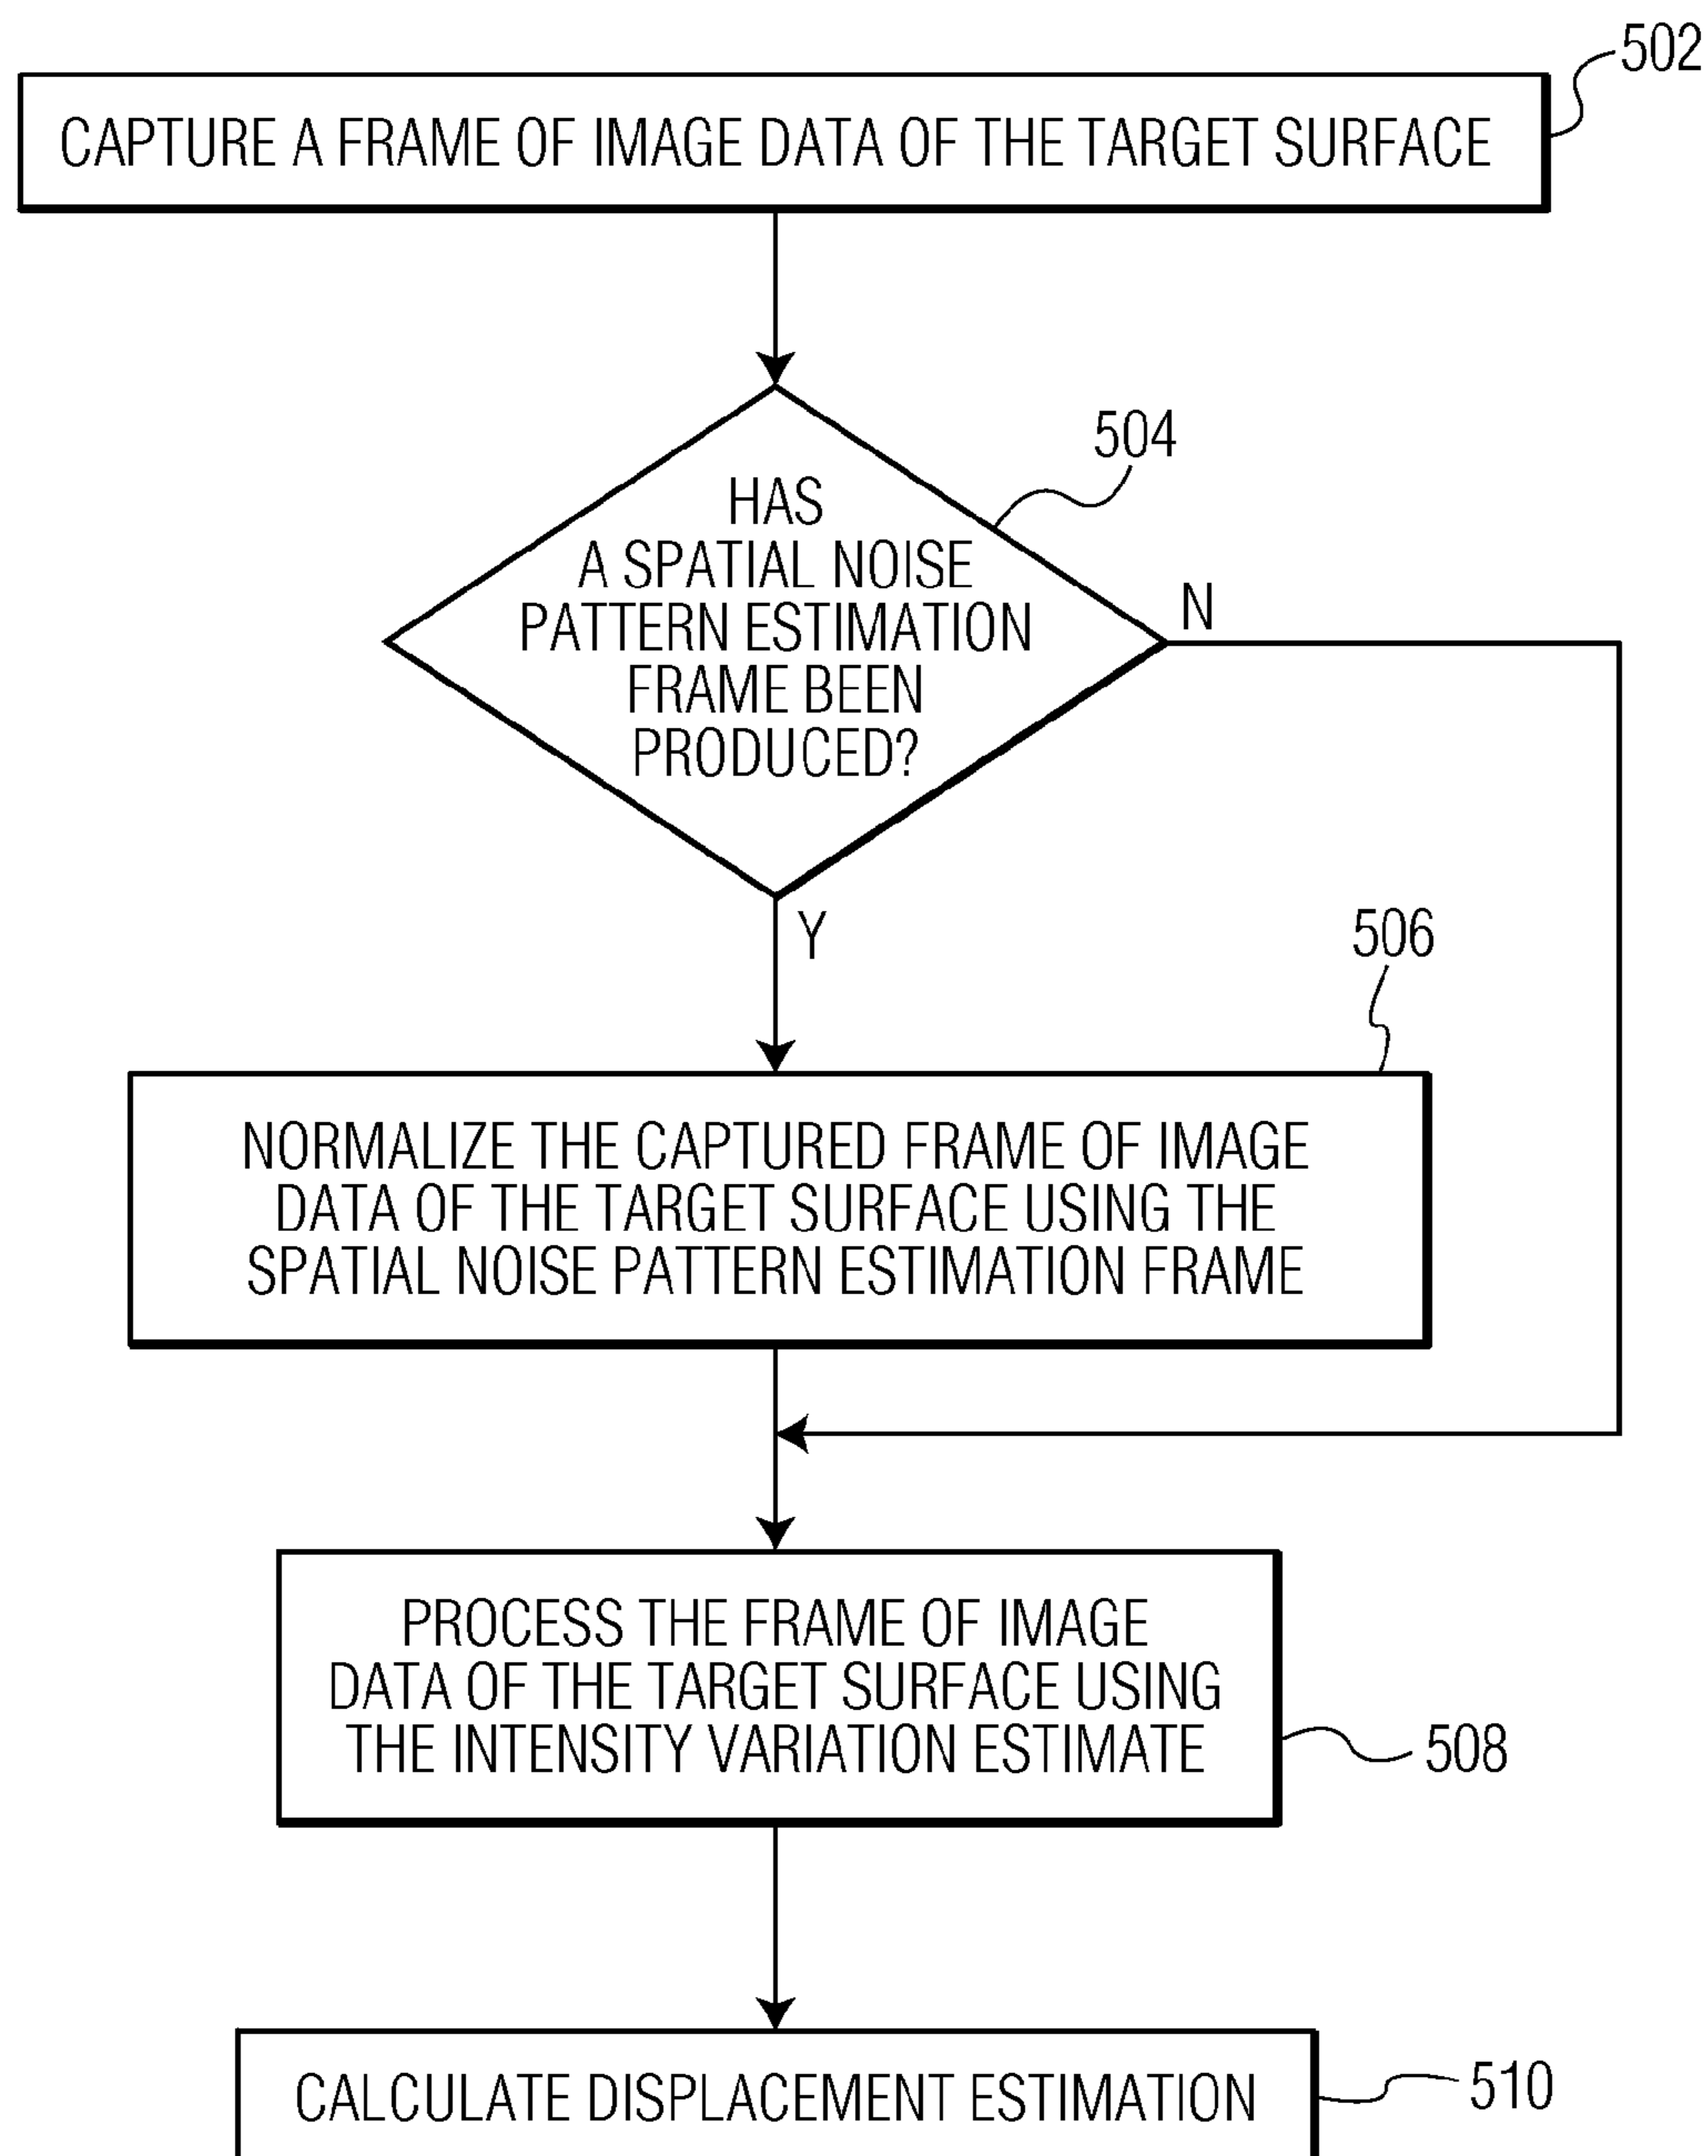 502
CAPTURE A FRAME OF IMAGE DATA OF THE TARGET SURFACE
504
HAS
A SPATIAL NOISE
PATTERN ESTIMATION
FRAME BEEN
PRODUCED?
N
Y
506
NORMALIZE THE CAPTURED FRAME OF IMAGE
DATA OF THE TARGET SURFACE USING THE
SPATIAL NOISE PATTERN ESTIMATION FRAME
PROCESS THE FRAME OF IMAGE
DATA OF THE TARGET SURFACE USING
THE INTENSITY VARIATION ESTIMATE
508
CALCULATE DISPLACEMENT ESTIMATION
510